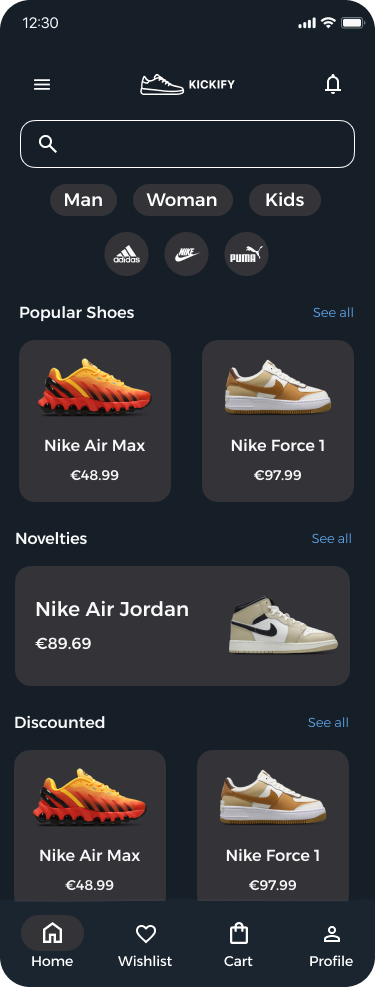 12:30
KICKIFY
Man Woman Kids
adidas NIKE PUMA
Popular Shoes See all
Nike Air Max Nike Force 1
€48.99 €97.99
Novelties See all
Nike Air Jordan
€89.69
Discounted See all
Nike Air Max Nike Force 1
€48.99 €97.99
Home Wishlist Cart Profile